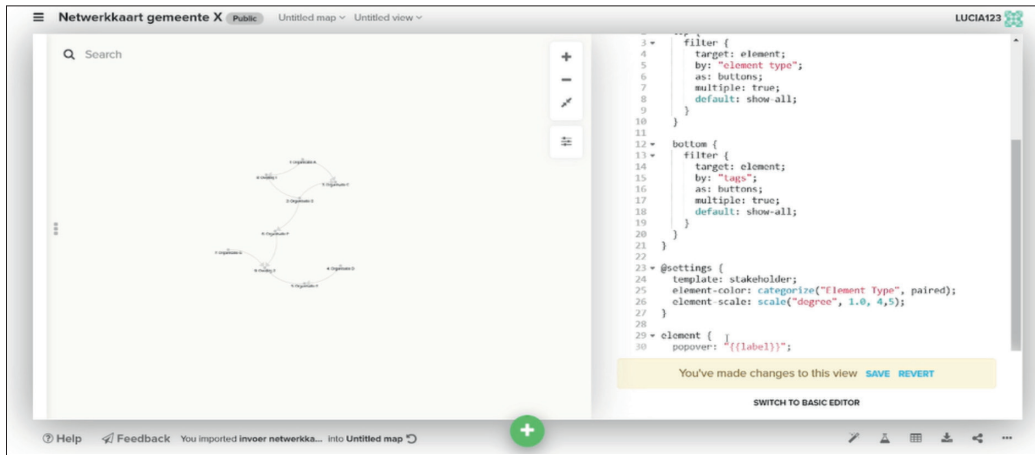 Netwerkkaart gemeente X Public Untitled map Untitled view LUCIA123
Search
3 filter {
4 target: element;
5 by: "element type";
6 as: buttons;
7 multiple: true;
8 default: show-all;
9 }
10 }
11
12 bottom {
13 filter {
14 target: element;
15 by: "tags";
16 as: buttons;
17 multiple: true;
18 default: show-all;
19 }
20 }
21 }
22
23 @settings {
24 template: stakeholder;
25 element-color: categorize("Element Type", paired);
26 element-scale: scale("degree", 1.0, 4,5);
27 }
28
29 element {
30 popover: "{{label}}";
You've made changes to this view SAVE REVERT
SWITCH TO BASIC EDITOR
Help Feedback You imported invoer netwerkka... into Untitled map